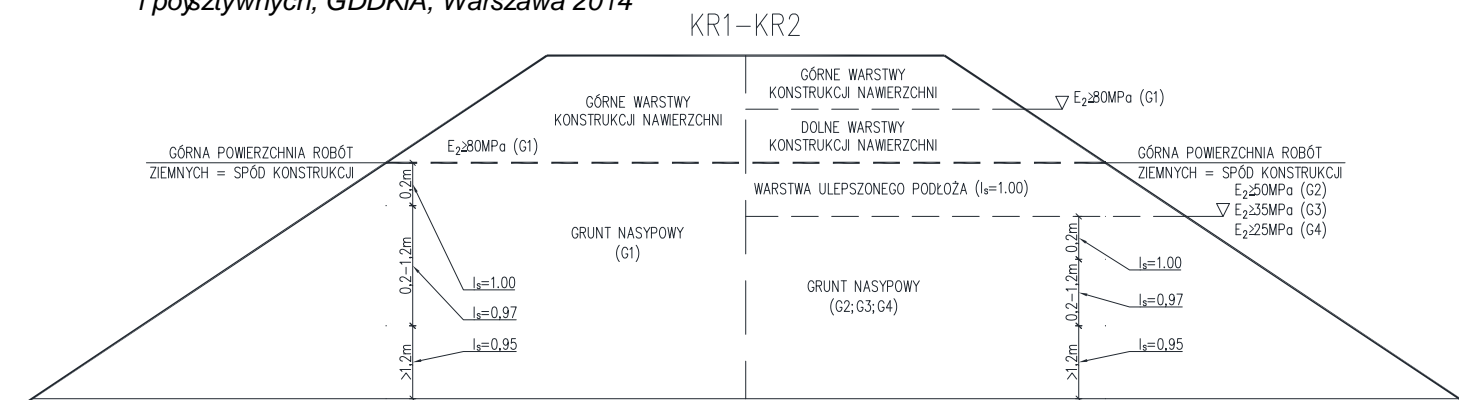 i półsztywnych, GDDKiA, Warszawa 2014
KR1-KR2
GÓRNE WARSTWY
KONSTRUKCJI NAWIERZCHNI
E₂≥80MPa (G1)
GÓRNE WARSTWY
KONSTRUKCJI NAWIERZCHNI
DOLNE WARSTWY
KONSTRUKCJI NAWIERZCHNI
E₂≥80MPa (G1)
GÓRNA POWIERZCHNIA ROBÓT
ZIEMNYCH = SPÓD KONSTRUKCJI
GÓRNA POWIERZCHNIA ROBÓT
ZIEMNYCH = SPÓD KONSTRUKCJI
WARSTWA ULEPSZONEGO PODŁOŻA (Iₛ=1.00)
E₂≥50MPa (G2)
E₂≥35MPa (G3)
E₂≥25MPa (G4)
0,2m
0,2-1,2m
>1,2m
Iₛ=1.00
Iₛ=0,97
Iₛ=0,95
GRUNT NASYPOWY
(G1)
GRUNT NASYPOWY
(G2;G3;G4)
0,2m
0,2-1,2m
>1,2m
Iₛ=1.00
Iₛ=0,97
Iₛ=0,95